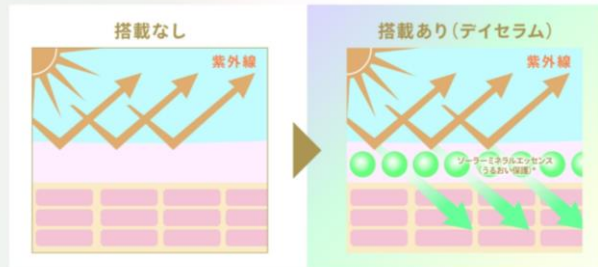 搭載なし
搭載あり(デイセラム)
紫外線
紫外線
ソーラーミネラルエッセンス
(うるおい保護)*